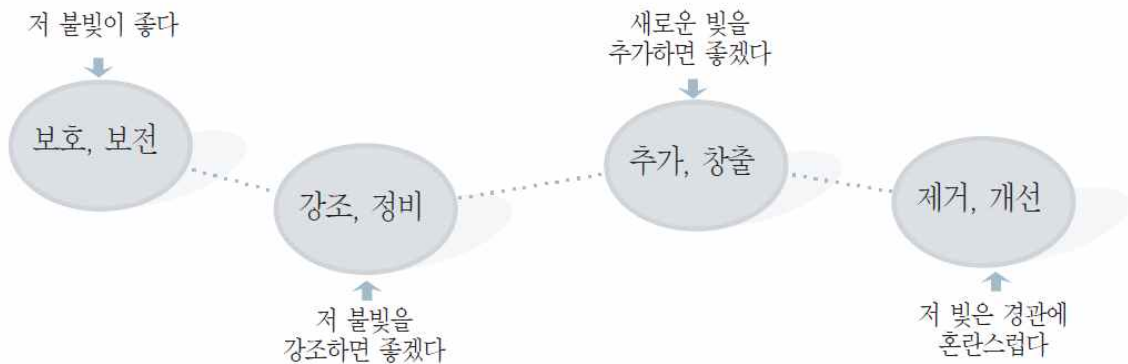 저 불빛이 좋다
보호, 보전
강조, 정비
저 불빛을
강조하면 좋겠다
새로운 빛을
추가하면 좋겠다
추가, 창출
제거, 개선
저 빛은 경관에
혼란스럽다